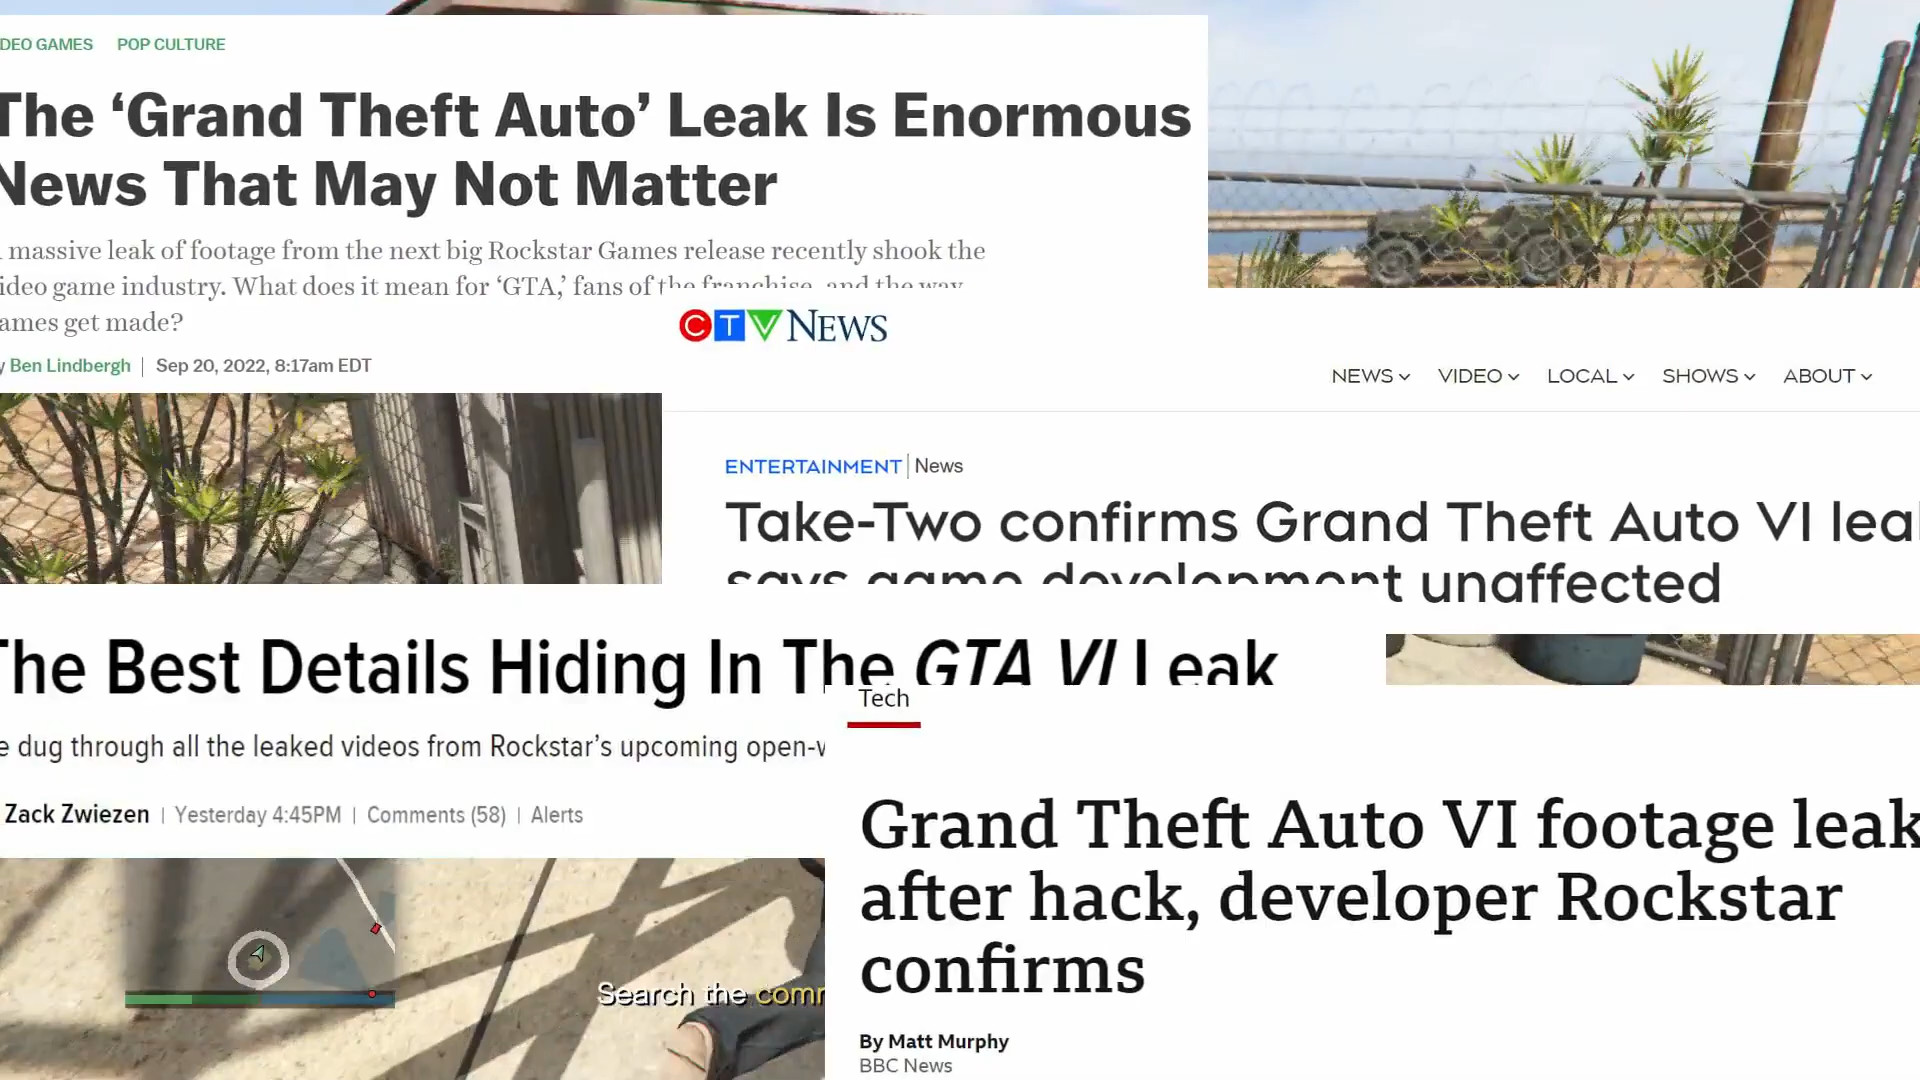 DEO GAMES POP CULTURE
The ‘Grand Theft Auto’ Leak Is Enormous
News That May Not Matter
massive leak of footage from the next big Rockstar Games release recently shook the
ideo game industry. What does it mean for ‘GTA,’ fans of the franchise, and the way
ames get made?
y Ben Lindbergh | Sep 20, 2022, 8:17am EDT
CTV NEWS
NEWS VIDEO LOCAL SHOWS ABOUT
ENTERTAINMENT | News
Take-Two confirms Grand Theft Auto VI lea
says game development unaffected
The Best Details Hiding In The GTA VI Leak
e dug through all the leaked videos from Rockstar’s upcoming open-w
Zack Zwiezen | Yesterday 4:45PM | Comments (58) | Alerts
Tech
Grand Theft Auto VI footage leak
after hack, developer Rockstar
confirms
By Matt Murphy
BBC News
Search the com